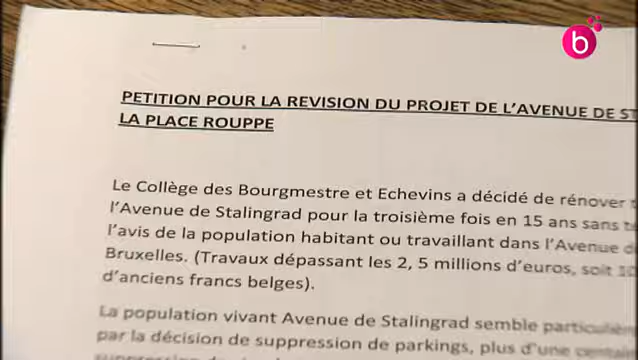 b
PETITION POUR LA REVISION DU PROJET DE L'AVENUE DE
LA PLACE ROUPPE
Le Collège des Bourgmestre et Echevins a décidé de rénover
l'Avenue de Stalingrad pour la troisième fois en 15 ans sans
l'avis de la population habitant ou travaillant dans l'Avenue
Bruxelles. (Travaux dépassant les 2, 5 millions d'euros, soit
d'anciens francs belges).
La population vivant Avenue de Stalingrad semble
par la décision de suppression de parkings, plus d'une